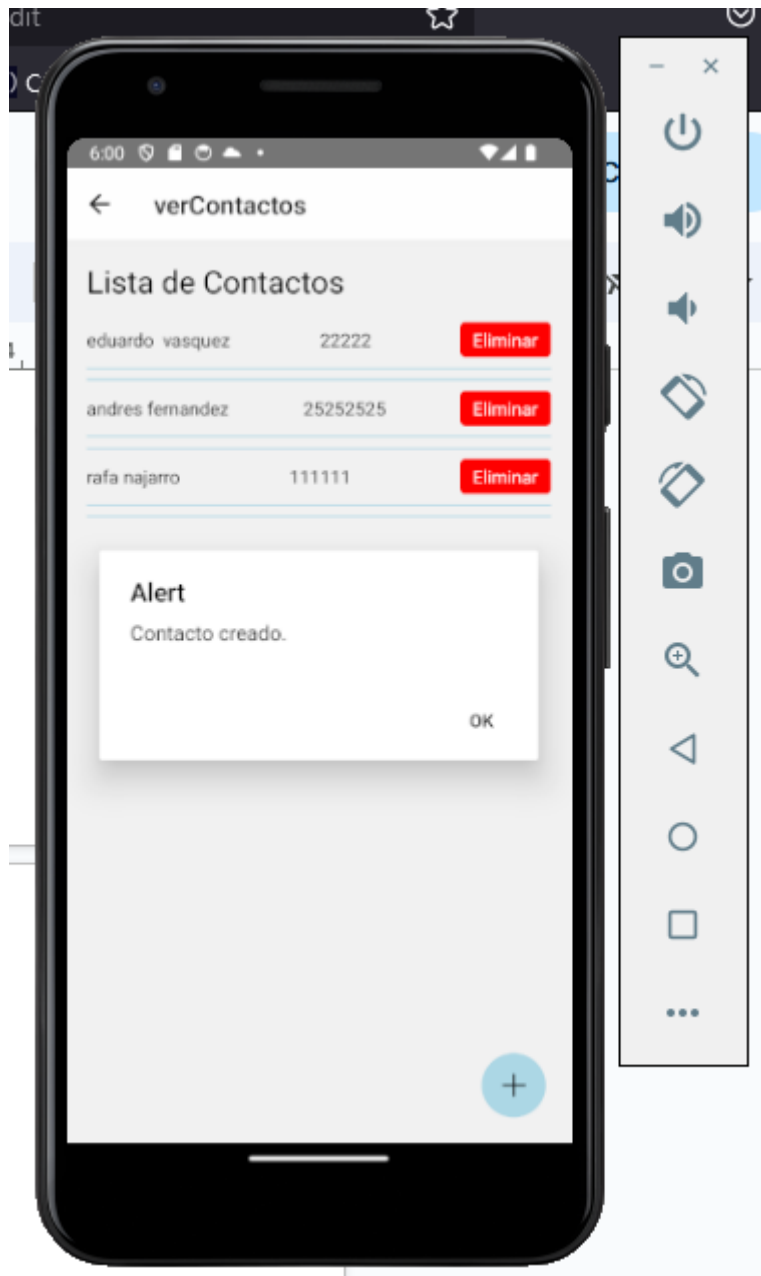 dit
C
6:00
verContactos
Lista de Contactos
eduardo vasquez 22222 Eliminar
andres fernandez 25252525 Eliminar
rafa najarro 111111 Eliminar
Alert
Contacto creado.
OK